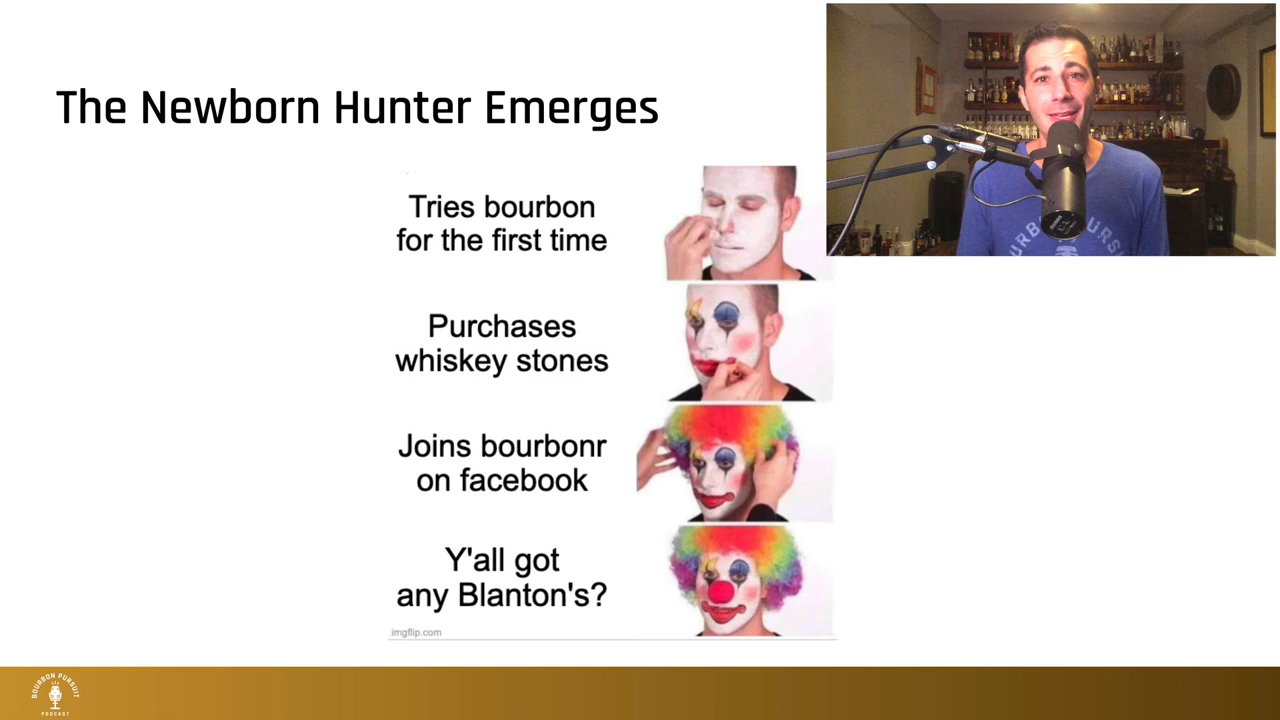 The Newborn Hunter Emerges
Tries bourbon
for the first time
Purchases
whiskey stones
Joins bourbonr
on facebook
Y'all got
any Blanton's?
imgflip.com
BOURBON PURSUIT
PODCAST